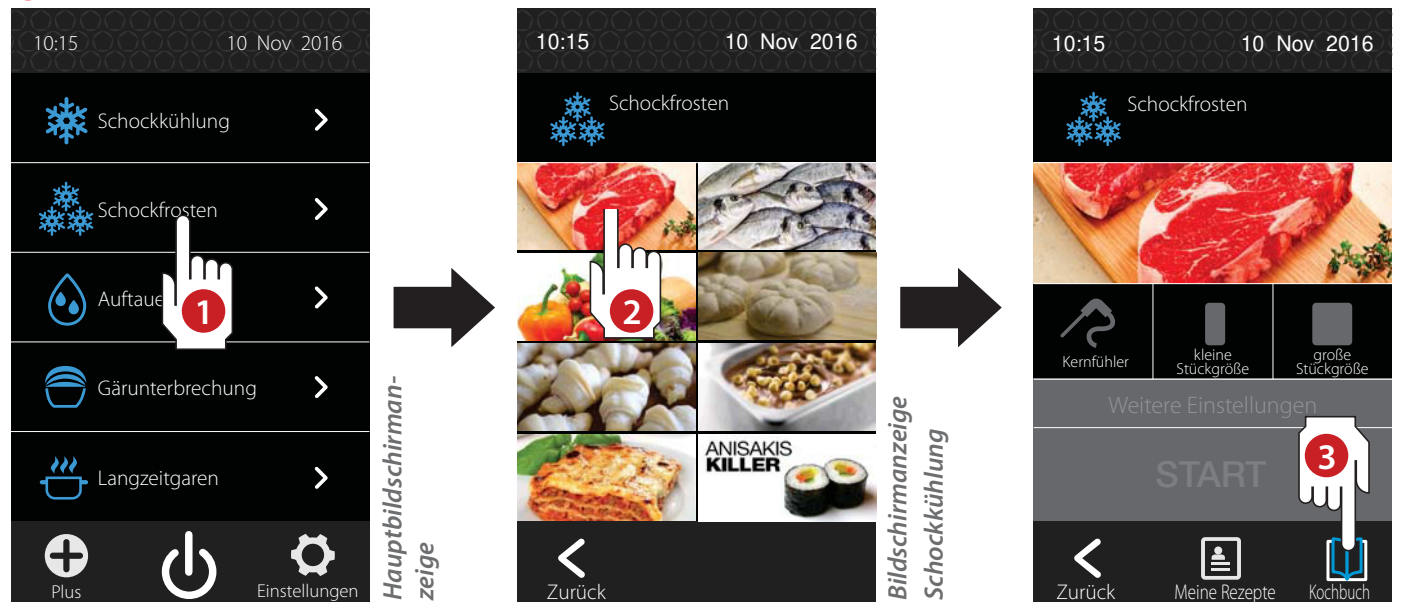 10:15 10 Nov 2016
Schockkühlung
Schockfrosten
1
Auftaue
Gärunterbrechung
Langzeitgaren
Plus
Einstellungen
Hauptbildschirman-
zeige
10:15 10 Nov 2016
Schockfrosten
2
ANISAKIS
KILLER
Zurück
Bildschirmanzeige
Schockkühlung
10:15 10 Nov 2016
Schockfrosten
Kernfühler
kleine
Stückgröße
große
Stückgröße
Weitere Einstellungen
START
3
Zurück
Meine Rezepte
Kochbuch